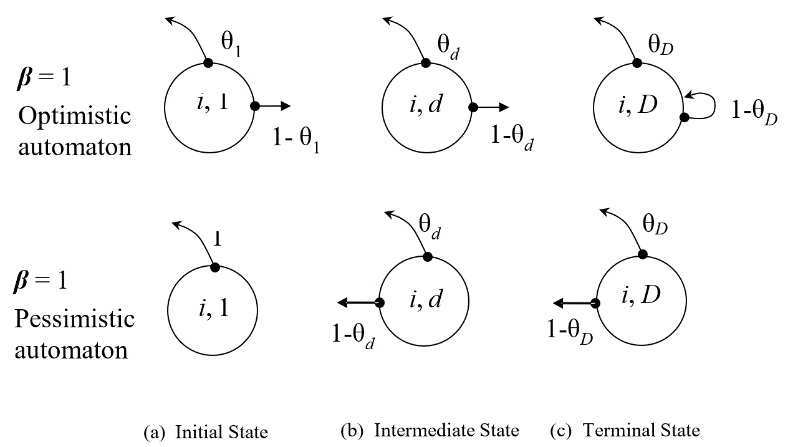 θ1 θd θD
β = 1
Optimistic
automaton
i, 1 i, d i, D
1- θ1 1-θd 1-θD
1 θd θD
β = 1
Pessimistic
automaton
i, 1 i, d i, D
1-θd 1-θD
(a) Initial State (b) Intermediate State (c) Terminal State